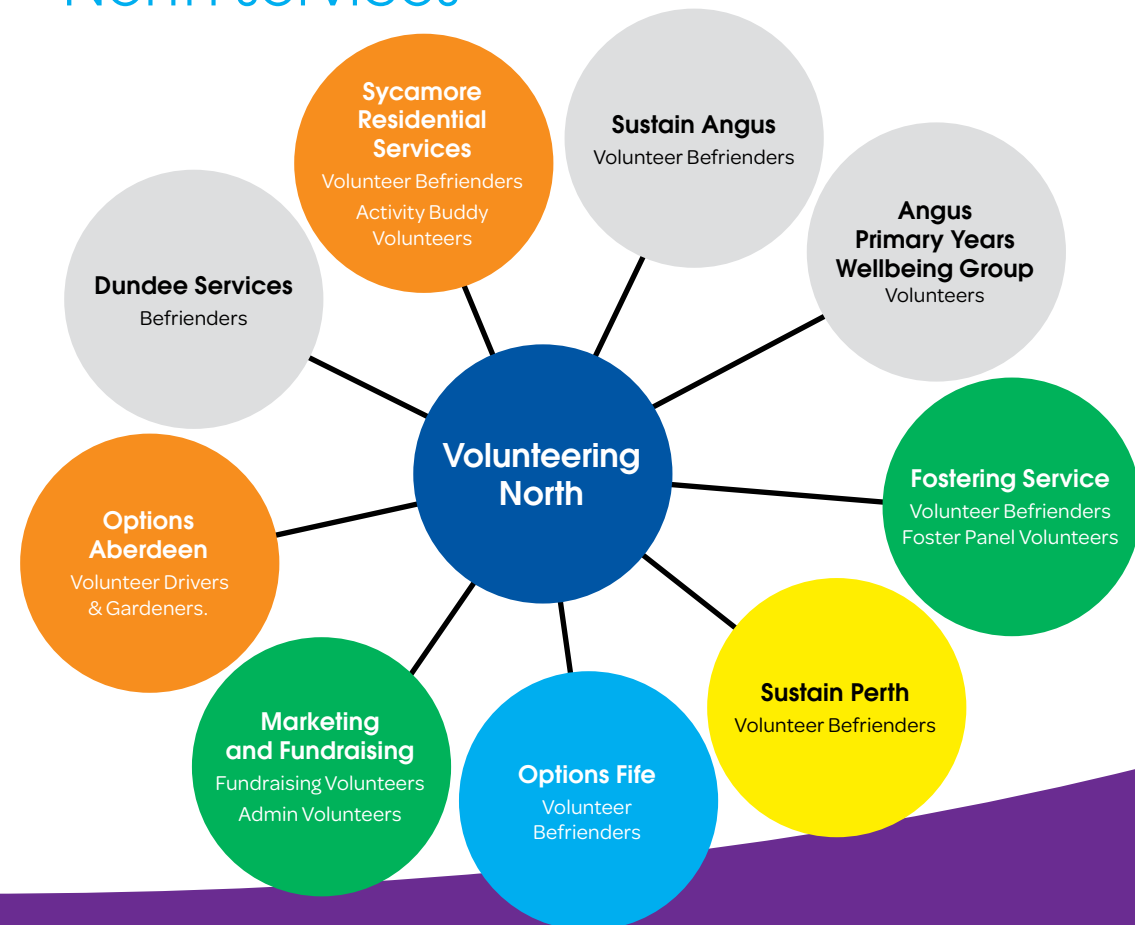 North services
Sycamore
Residential
Services
Volunteer Befrienders
Activity Buddy
Volunteers
Sustain Angus
Volunteer Befrienders
Angus
Primary Years
Wellbeing Group
Volunteers
Dundee Services
Befrienders
Volunteering
North
Fostering Service
Volunteer Befrienders
Foster Panel Volunteers
Options
Aberdeen
Volunteer Drivers
& Gardeners.
Sustain Perth
Volunteer Befrienders
Marketing
and Fundraising
Fundraising Volunteers
Admin Volunteers
Options Fife
Volunteer
Befrienders